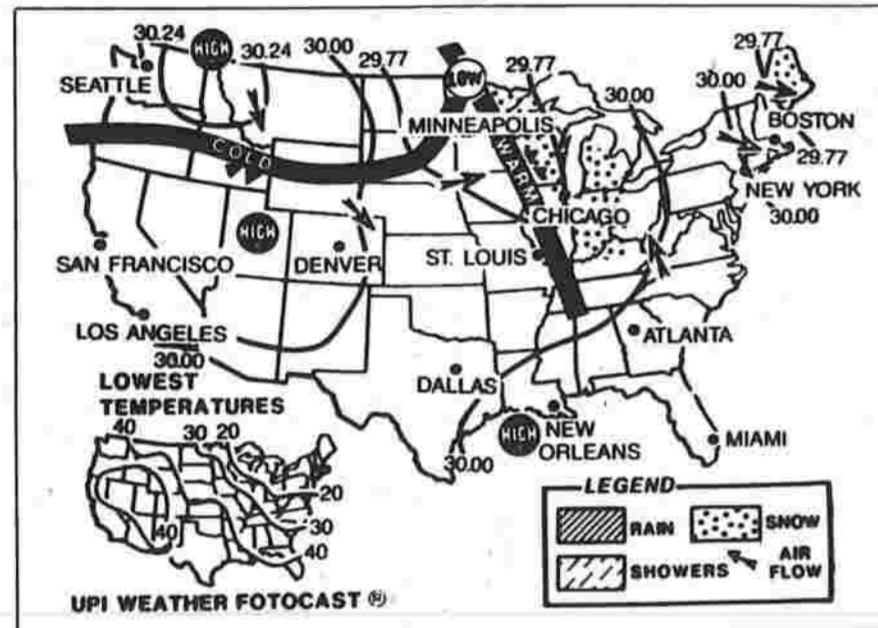 30.24 HIGH 30.24 30.00 29.77 LOW 29.77 30.00 29.77
SEATTLE
MINNEAPOLIS
30.00
BOSTON
29.77
COLD
WARM
NEW YORK
30.00
CHICAGO
HIGH
SAN FRANCISCO
DENVER
ST. LOUIS
LOS ANGELES
30.00
ATLANTA
DALLAS
HIGH
NEW
ORLEANS
30.00
MIAMI
LOWEST
TEMPERATURES
40 30 20
20
30
40
40
UPI WEATHER FOTOCAST ®
LEGEND
RAIN
SNOW
SHOWERS
AIR
FLOW